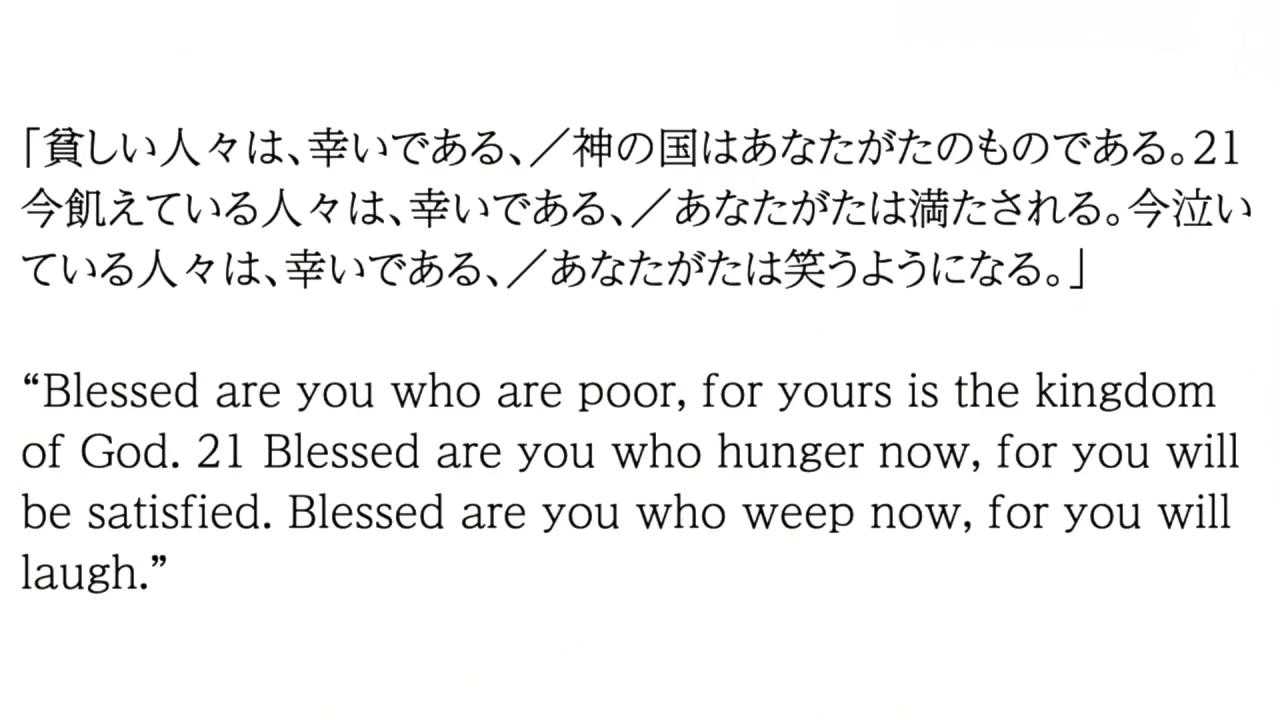 「貧しい人々は、幸いである、／神の国はあなたがたのものである。21
今飢えている人々は、幸いである、／あなたがたは満たされる。今泣い
ている人々は、幸いである、／あなたがたは笑うようになる。」
“Blessed are you who are poor, for yours is the kingdom
of God. 21 Blessed are you who hunger now, for you will
be satisfied. Blessed are you who weep now, for you will
laugh.”